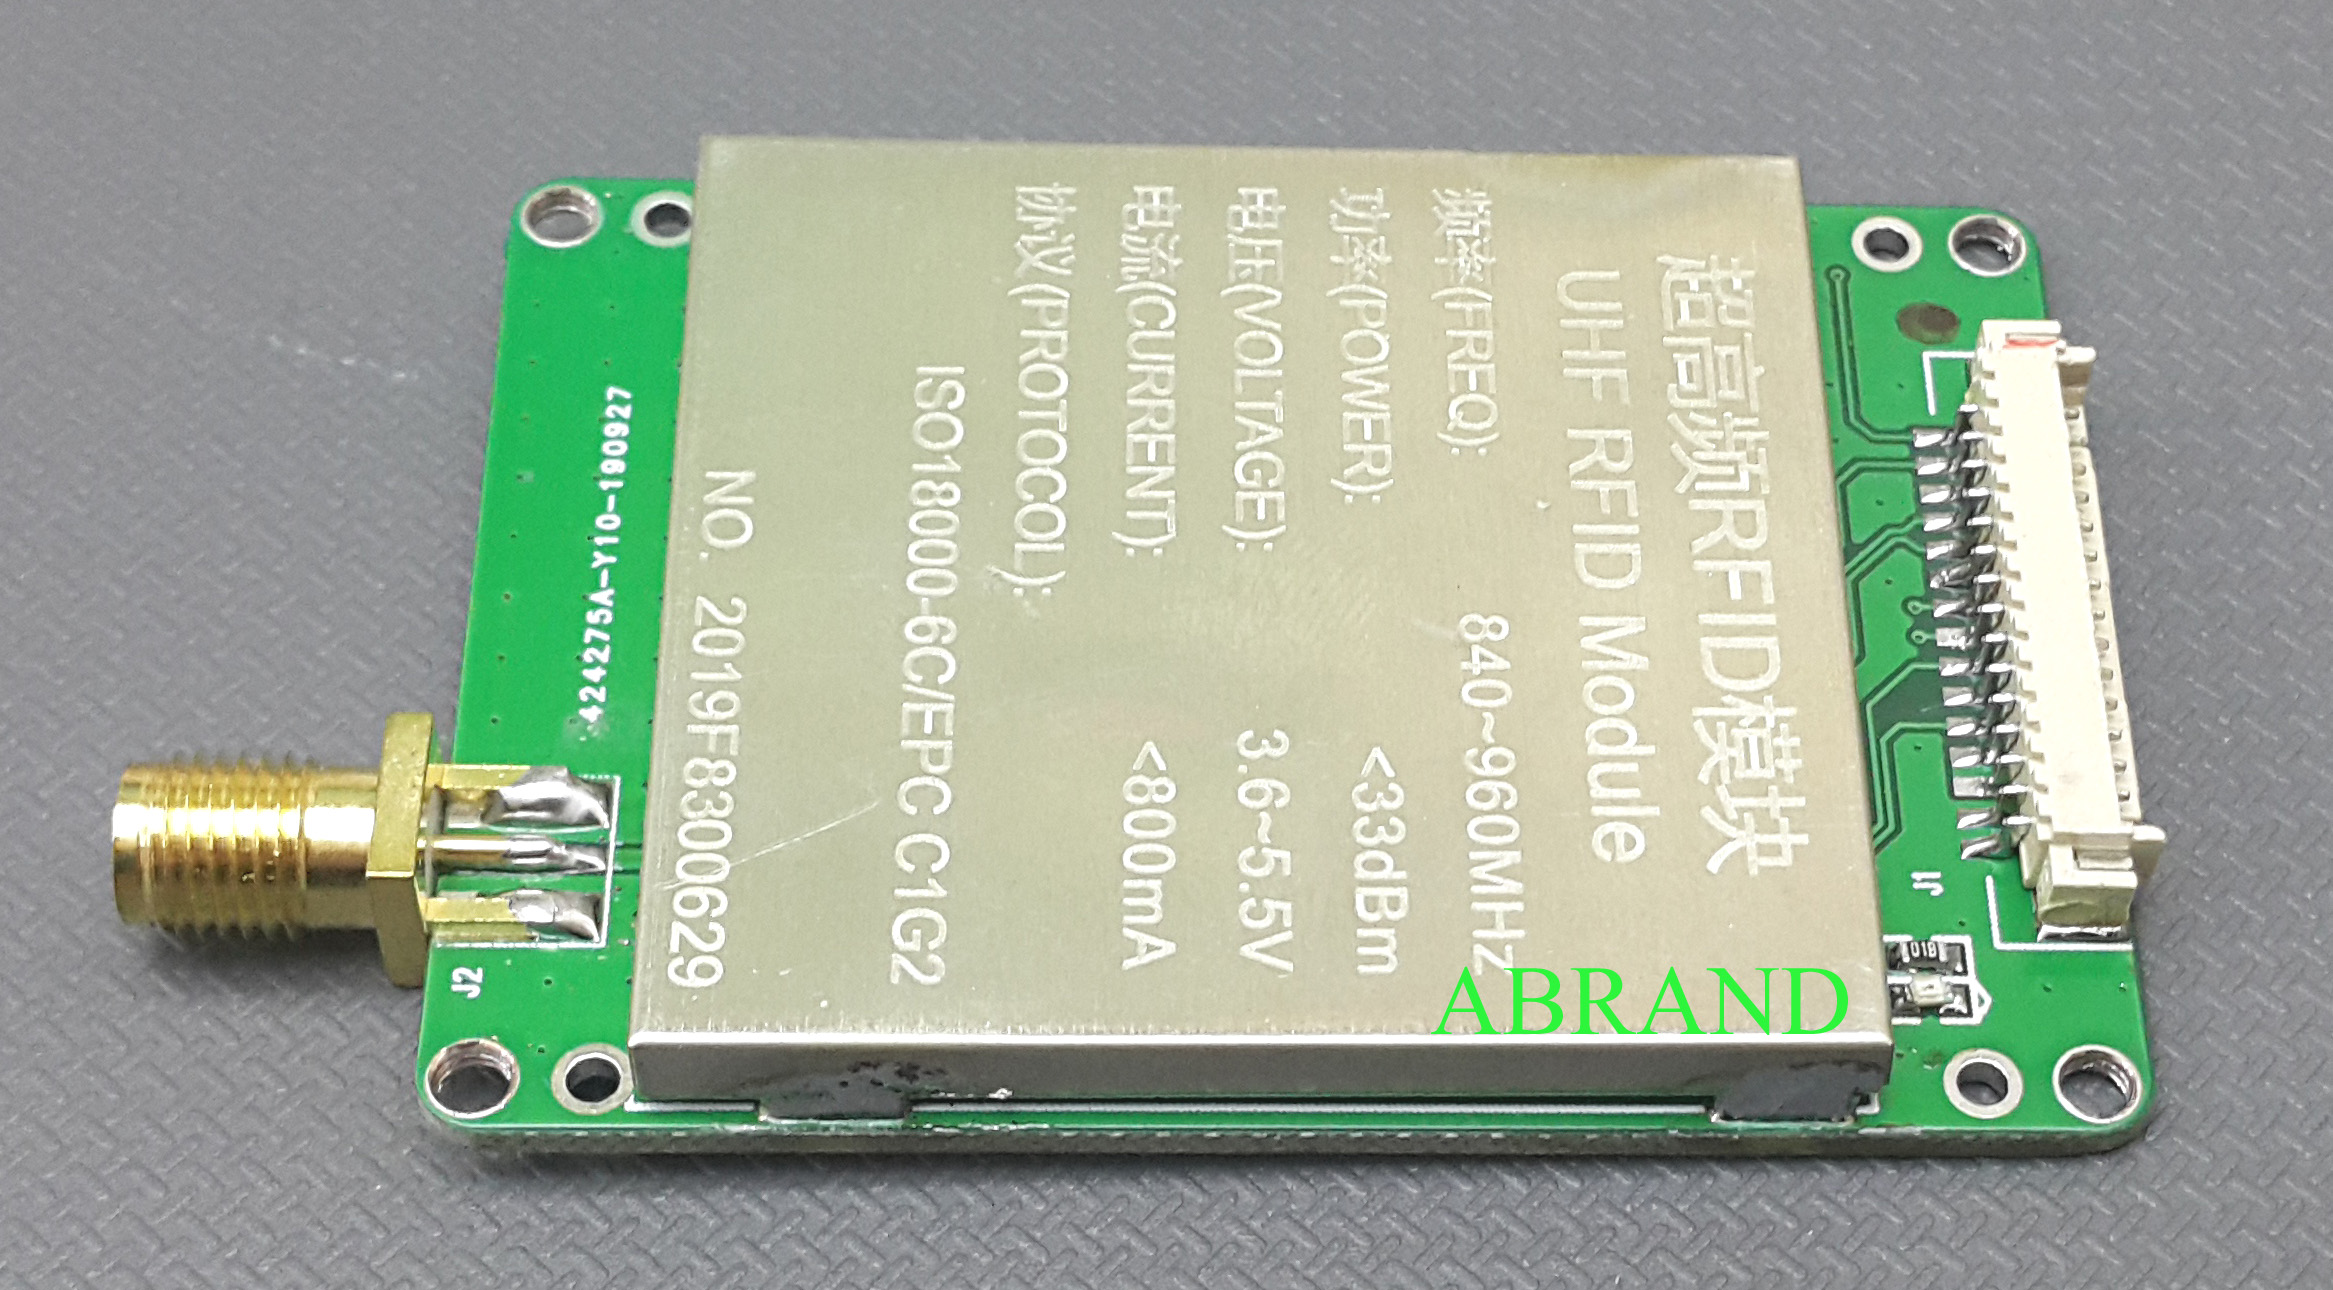 超高频RFID模块
UHF RFID Module
频率(FREQ): 840~960MHz
功率(POWER): <33dBm
电压(VOLTAGE): 3.6~5.5V
电流(CURRENT): <800mA
协议(PROTOCOL):
ISO18000-6C/EPC C1G2
NO. 2019F8300629
424275A-Y10-190927
J2
J1
01B
ABRAND